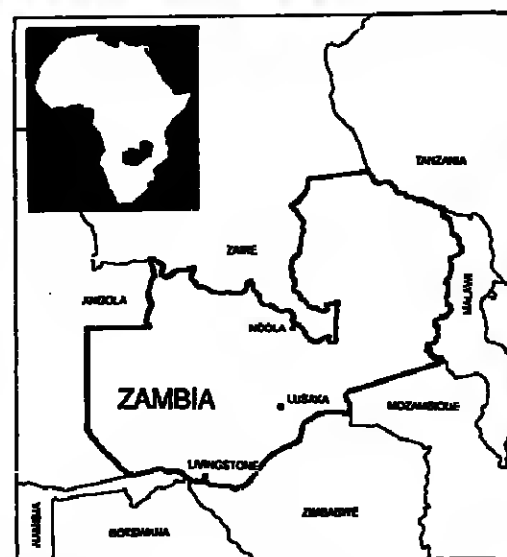 TANZANIA
ZAIRE
ANGOLA
MALAWI
NDOLA
ZAMBIA
LUSAKA
MOZAMBIQUE
LIVINGSTONE
NAMIBIA
BOTSWANA
ZIMBABWE